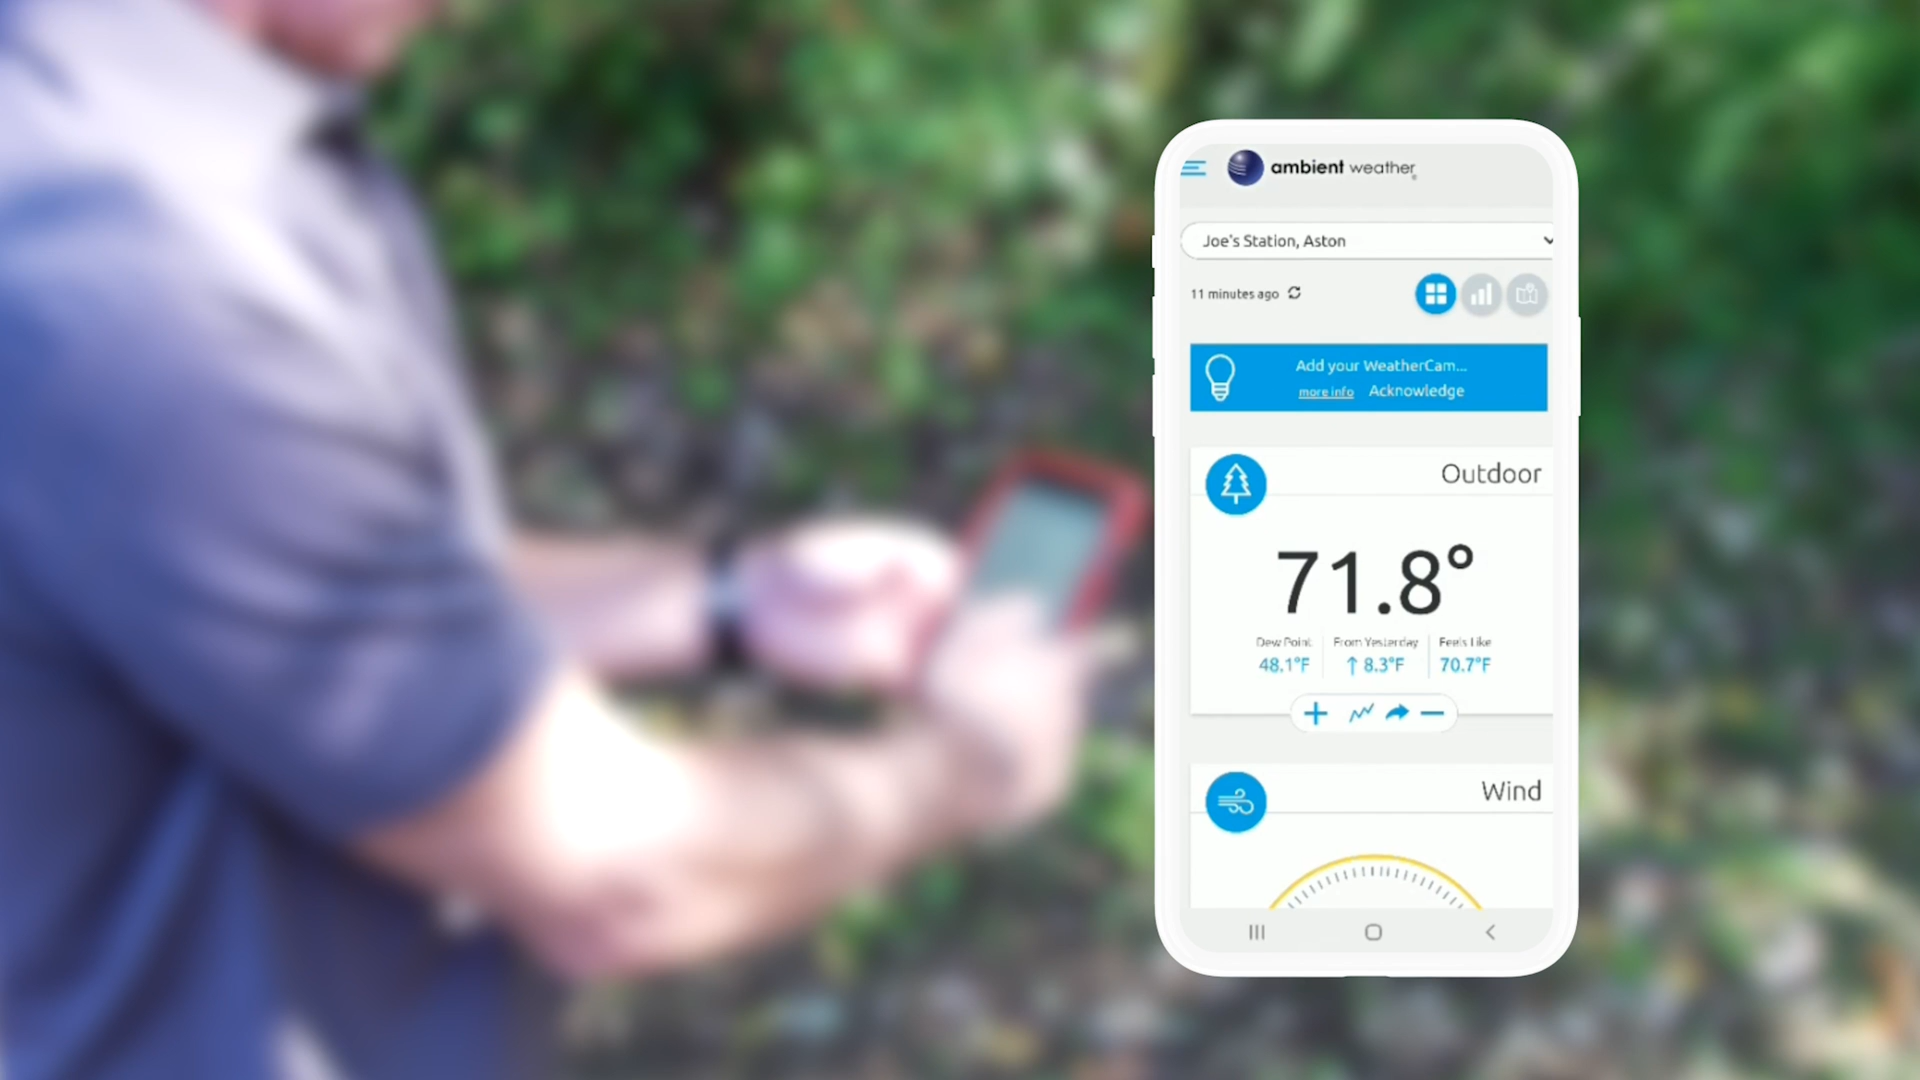 ambient weather
Joe's Station, Aston
11 minutes ago
Add your WeatherCam...
more info Acknowledge
Outdoor
71.8°
Dew Point From Yesterday Feels Like
48.1°F ↑ 8.3°F 70.7°F
Wind